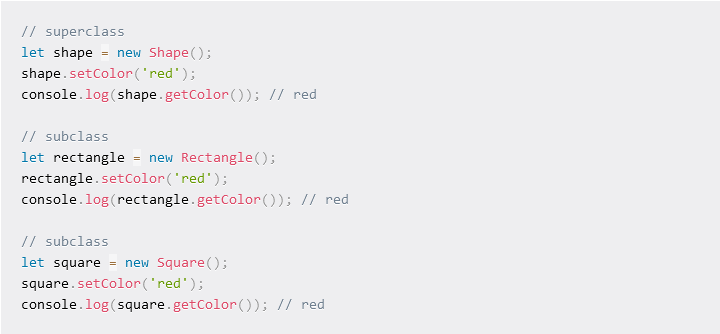 // superclass
let shape = new Shape();
shape.setColor('red');
console.log(shape.getColor()); // red
// subclass
let rectangle = new Rectangle();
rectangle.setColor('red');
console.log(rectangle.getColor()); // red
// subclass
let square = new Square();
square.setColor('red');
console.log(square.getColor()); // red